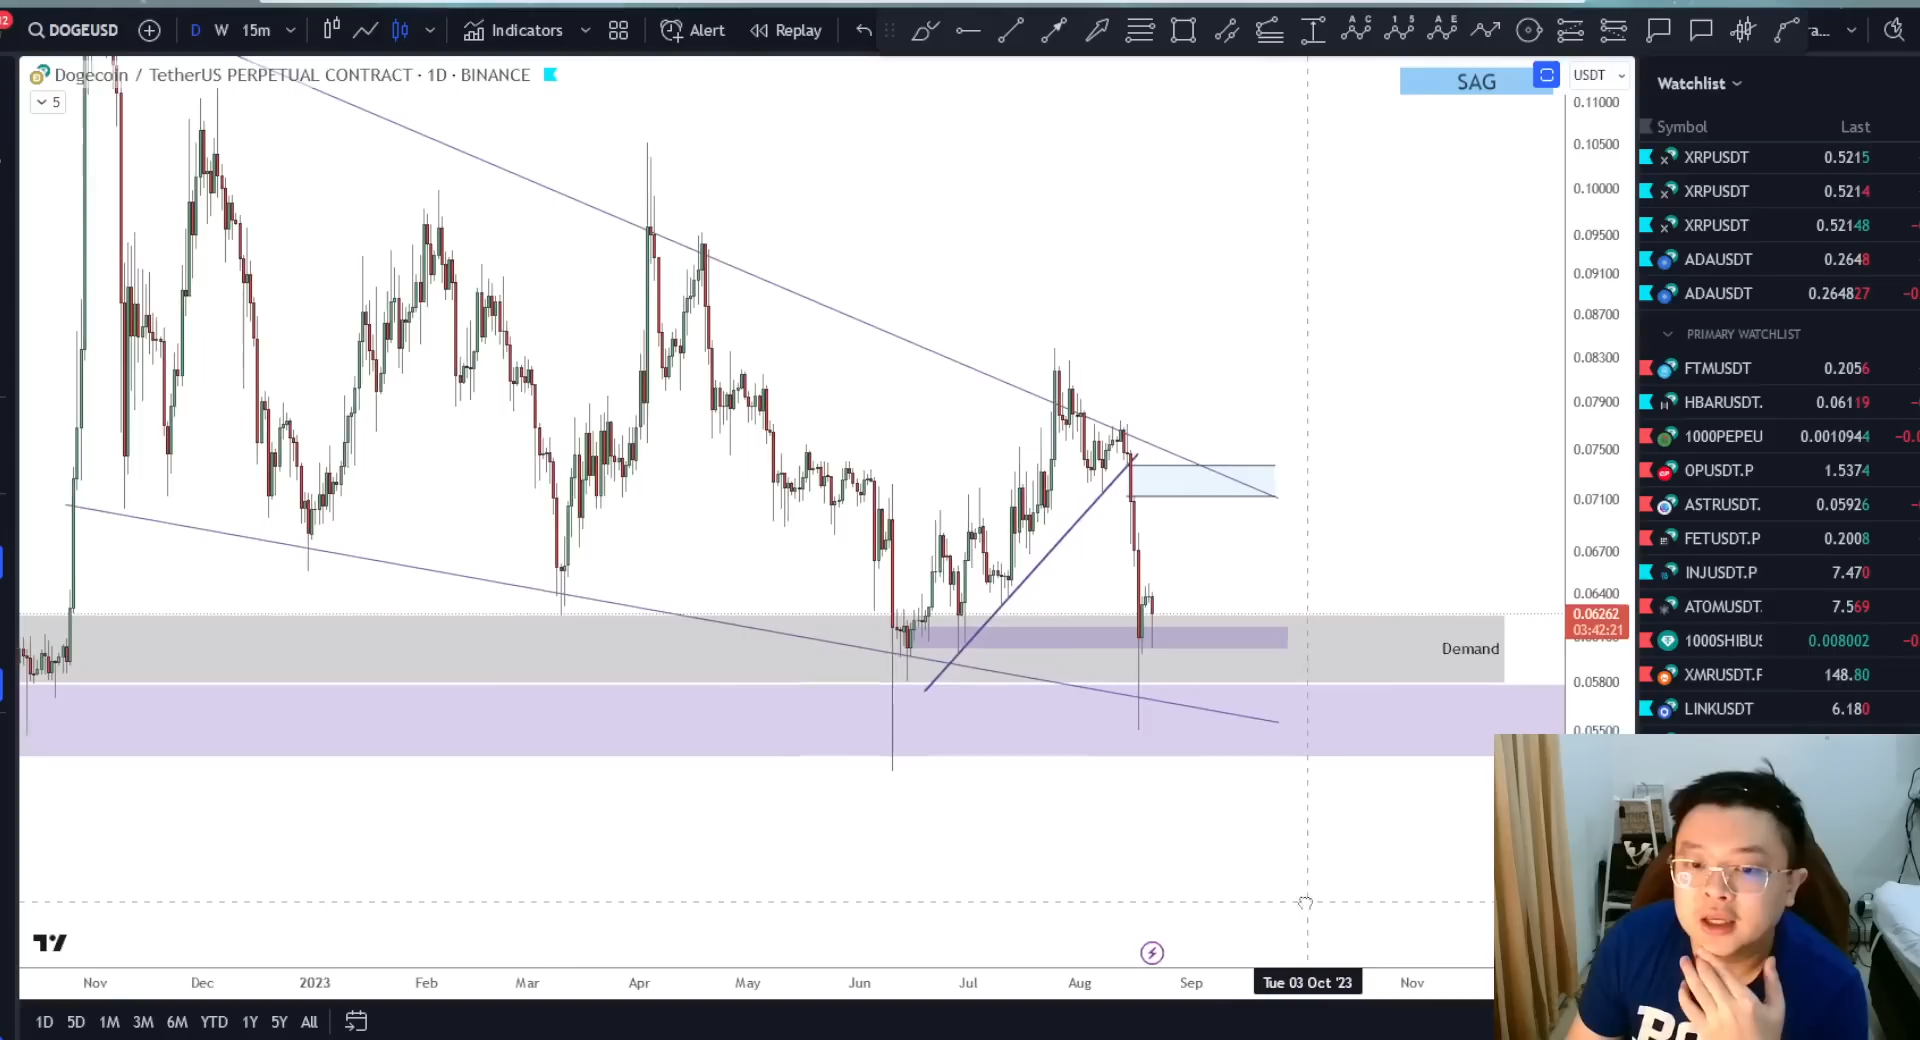 12
DOGEUSD
D W 15m
Indicators
Alert
Replay
a...
Dogecoin / TetherUS PERPETUAL CONTRACT · 1D · BINANCE
5
SAG
USDT
0.11000
0.10500
0.10000
0.09500
0.09100
0.08700
0.08300
0.07900
0.07500
0.07100
0.06700
0.06400
0.06262
03:42:21
0.05800
0.05500
Demand
Watchlist
Symbol Last
XRPUSDT 0.5215
XRPUSDT 0.5214
XRPUSDT 0.52148
ADAUSDT 0.2648
ADAUSDT 0.264827
PRIMARY WATCHLIST
FTMUSDT 0.2056
HBARUSDT. 0.06119
1000PEPEU 0.0010944
OPUSDT.P 1.5374
ASTRUSDT. 0.05926
FETUSDT.P 0.2008
INJUSDT.P 7.470
ATOMUSDT. 7.569
1000SHIBUS 0.008002
XMRUSDT.F 148.80
LINKUSDT 6.180
Nov Dec 2023 Feb Mar Apr May Jun Jul Aug Sep Tue 03 Oct '23 Nov
1D 5D 1M 3M 6M YTD 1Y 5Y All